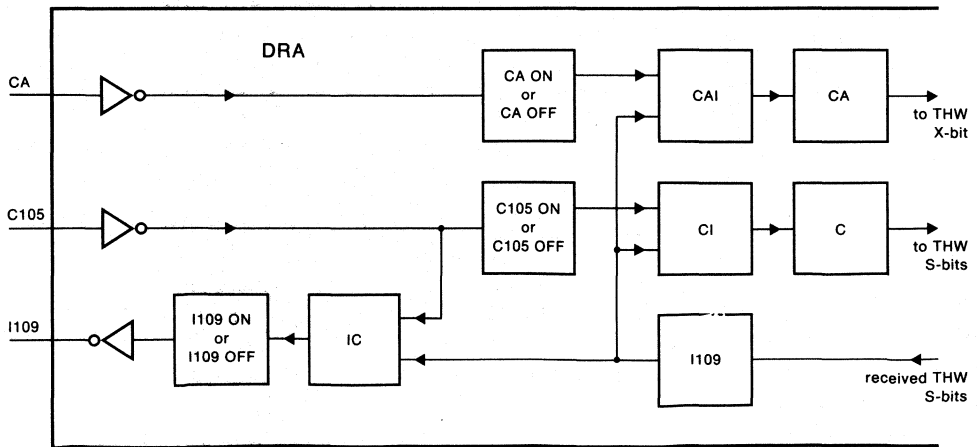 DRA
CA
CA ON
or
CA OFF
CAI
CA
to THW
X-bit
C105
C105 ON
or
C105 OFF
CI
C
to THW
S-bits
I109
I109 ON
or
I109 OFF
IC
I109
received THW
S-bits